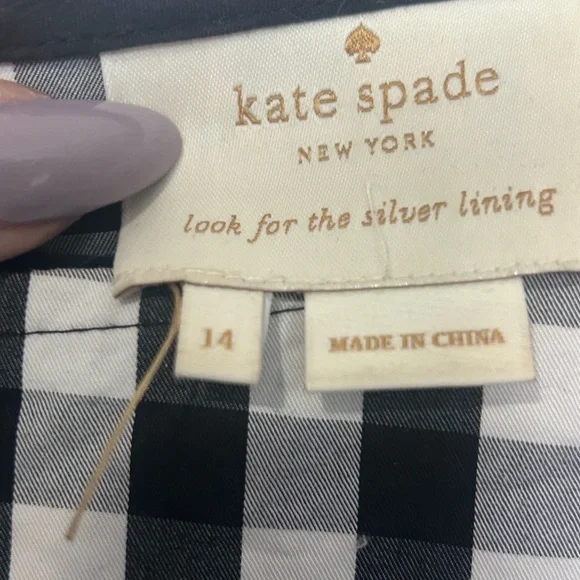 kate spade
NEW YORK
look for the silver lining
14
MADE IN CHINA